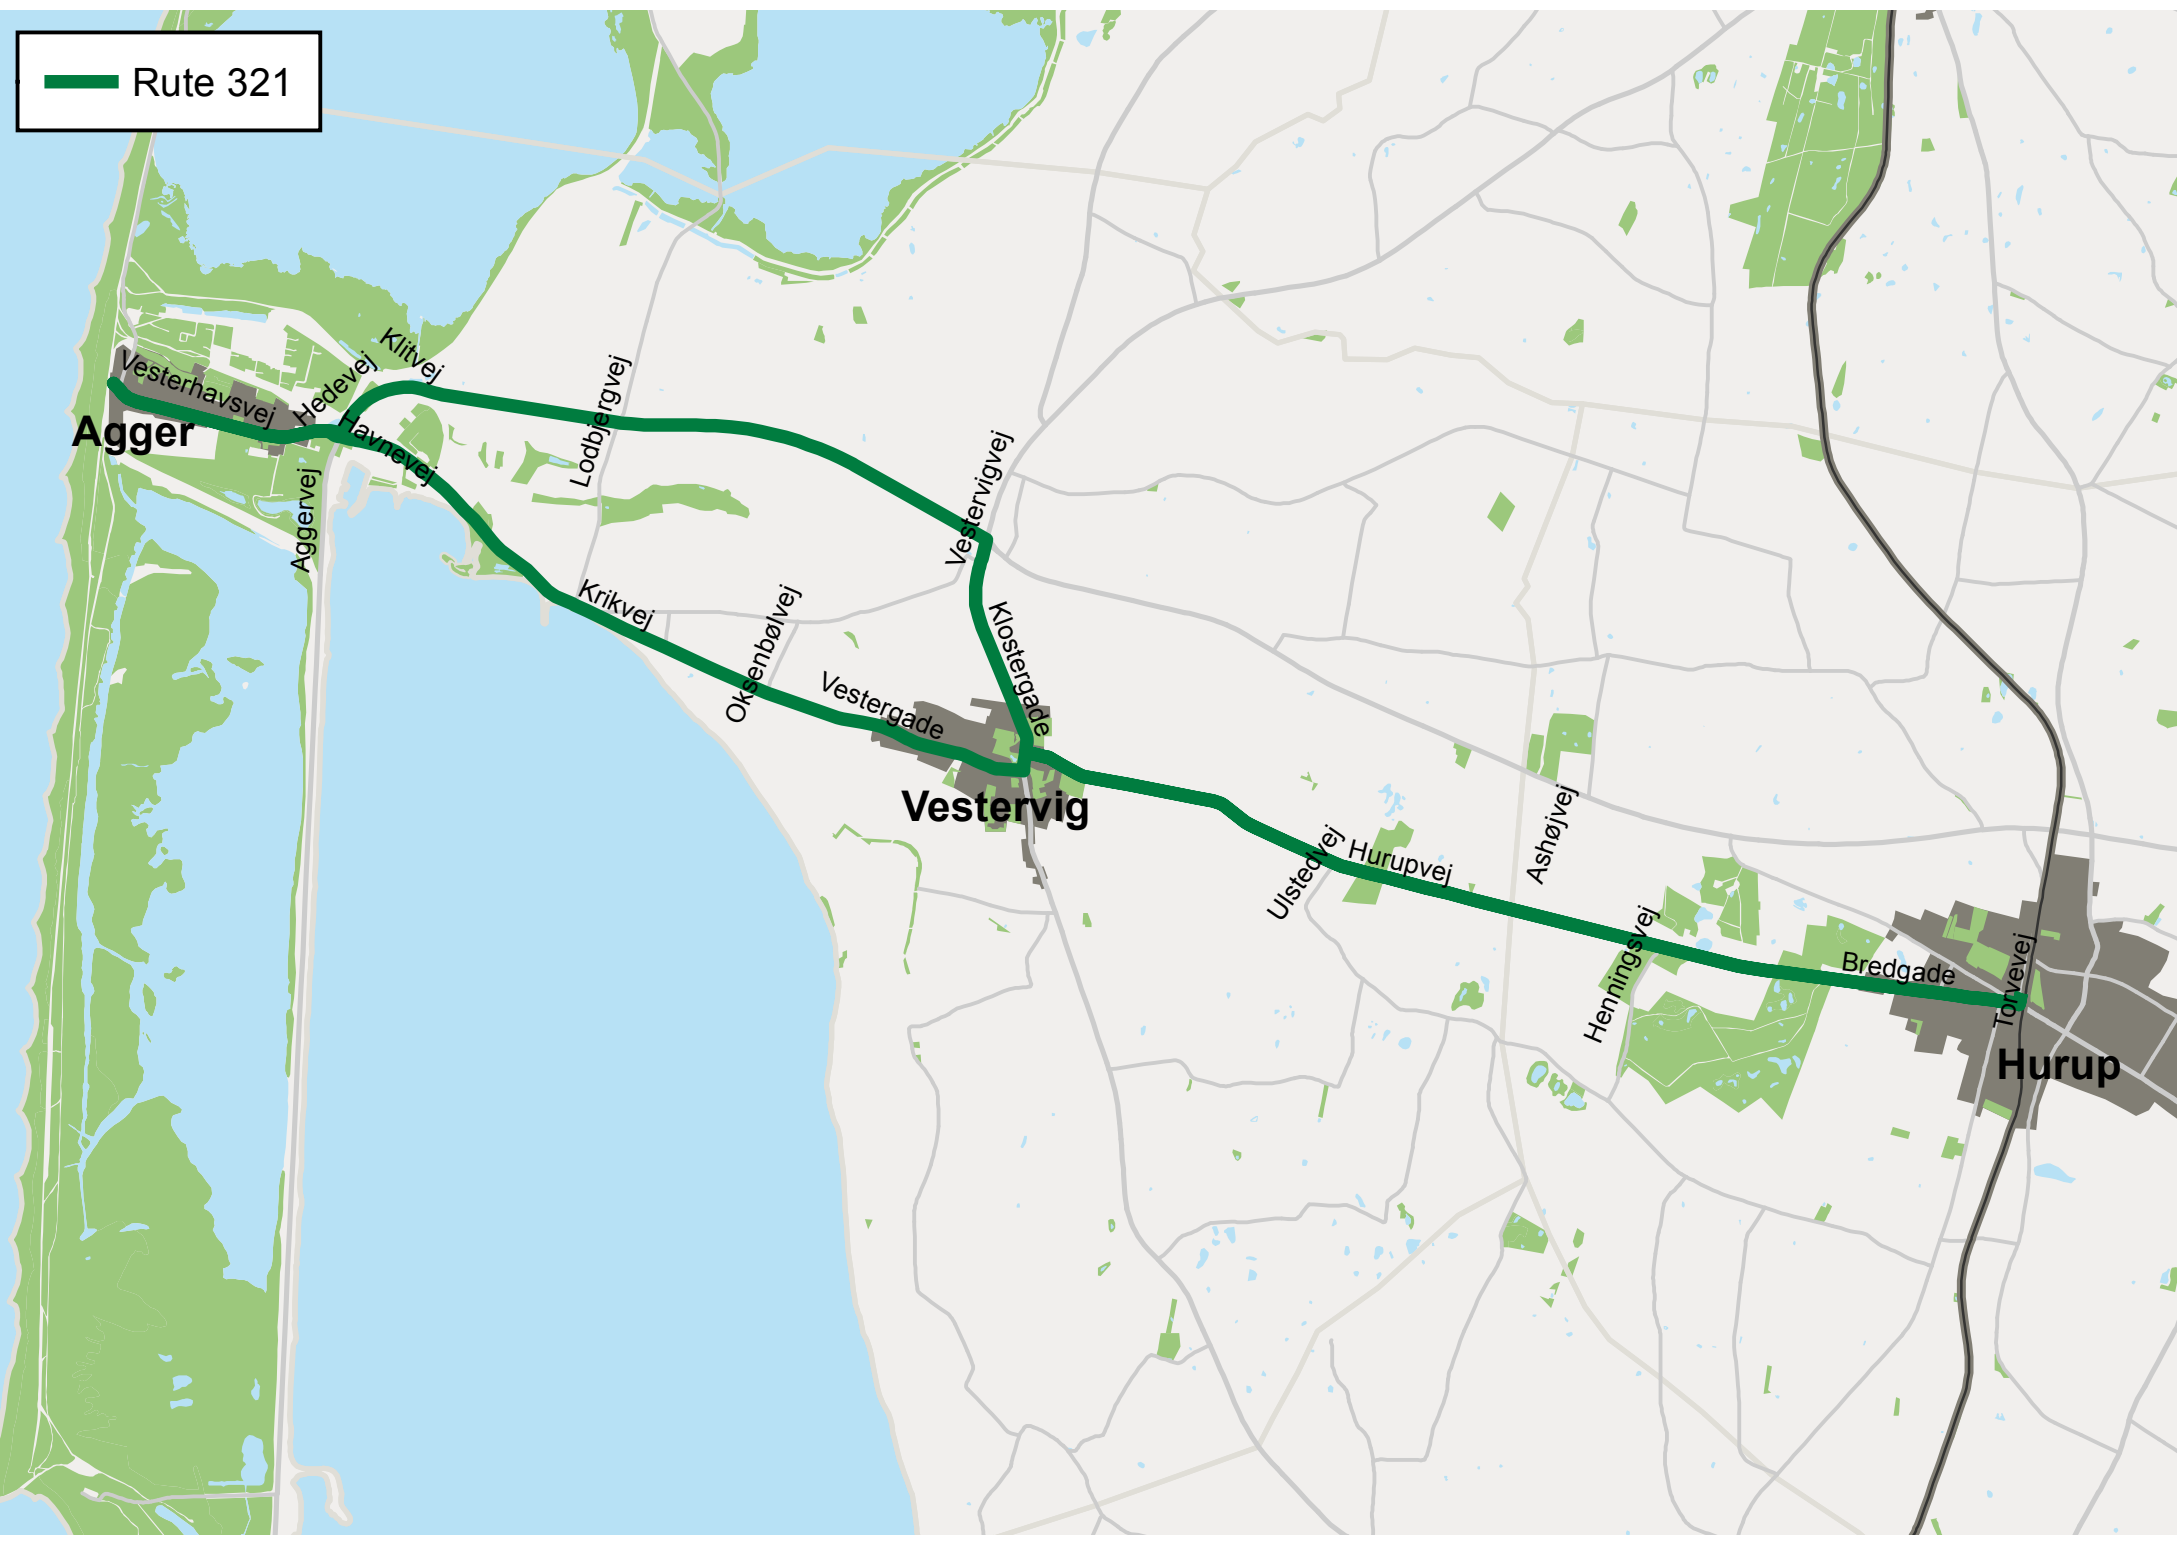 Rute 321
Klitvej
Hedevej
Vesterhavsvej
Agger
Havnevej
Lodbjergvej
Aggervej
Vestervigvej
Krikvej
Oksenbølvej
Klostergade
Vestergade
Vestervig
Ulstedvej
Hurupvej
Ashøjvej
Henningsvej
Bredgade
Torvevej
Hurup